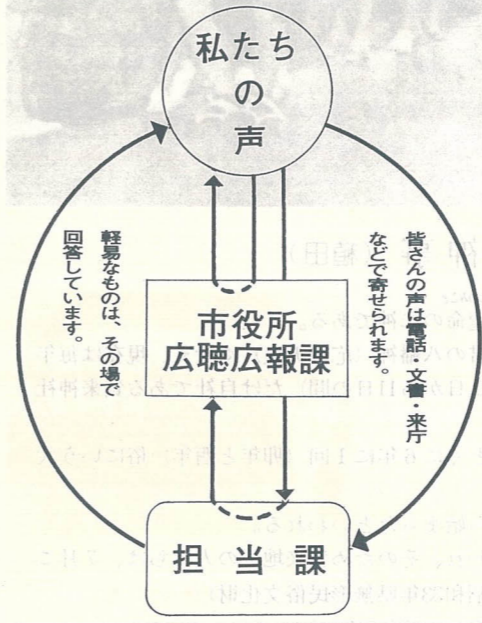 私たち
の
声
皆さんの声は電話・文書・来庁
などで寄せられます。
市役所
広聴広報課
軽易なものは、その場で
回答しています。
担当課